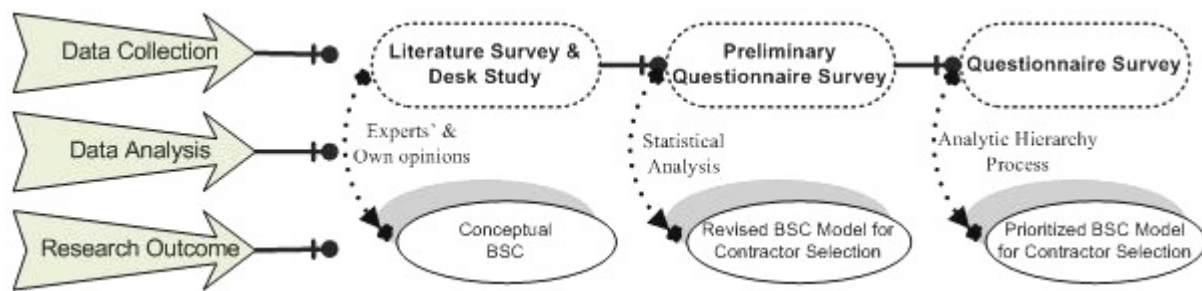 Data Collection
Literature Survey &
Desk Study
Preliminary
Questionnaire Survey
Questionnaire Survey
Data Analysis
Experts` &
Own opinions
Statistical
Analysis
Analytic Hierarchy
Process
Research Outcome
Conceptual
BSC
Revised BSC Model for
Contractor Selection
Prioritized BSC Model
for Contractor Selection